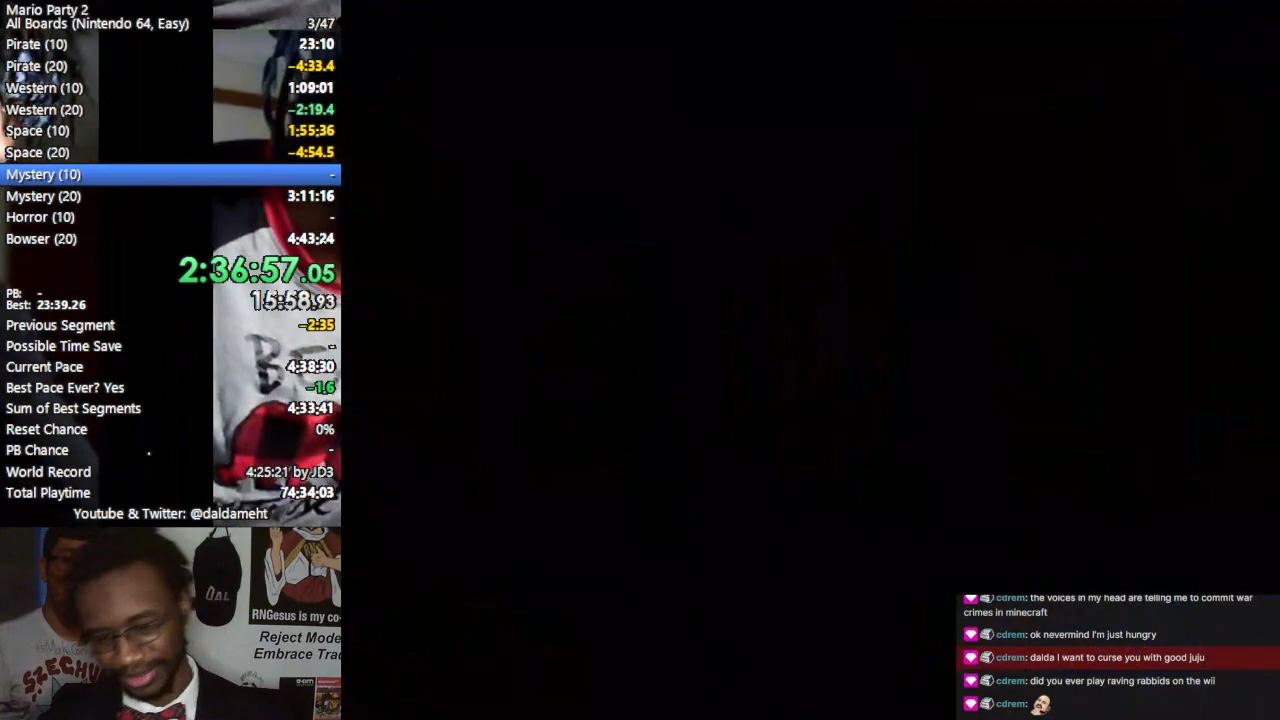 Mario Party 2
All Boards (Nintendo 64, Easy) 3/47
Pirate (10) 23:10
Pirate (20) -4:33.4
Western (10) 1:09:01
Western (20) -2:19.4
Space (10) 1:55:36
Space (20) -4:54.5
Mystery (10) -
Mystery (20) 3:11:16
Horror (10) -
Bowser (20) 4:43:24
2:36:57.05
PB: -
15:58.93
Best: 23:39.26
Previous Segment -2:35
Possible Time Save -
Current Pace 4:38:30
Best Pace Ever? Yes -1.6
Sum of Best Segments 4:33:41
Reset Chance 0%
PB Chance -
World Record 4:25:21 by JD3
Total Playtime 74:34:03
Youtube & Twitter: @daldameht
DAL
RNGesus is my co-
Reject Mode
Embrace Tra
SZECHU
cdrem: the voices in my head are telling me to commit war
crimes in minecraft
cdrem: ok nevermind I'm just hungry
cdrem: dalda I want to curse you with good juju
cdrem: did you ever play raving rabbids on the wii
cdrem: